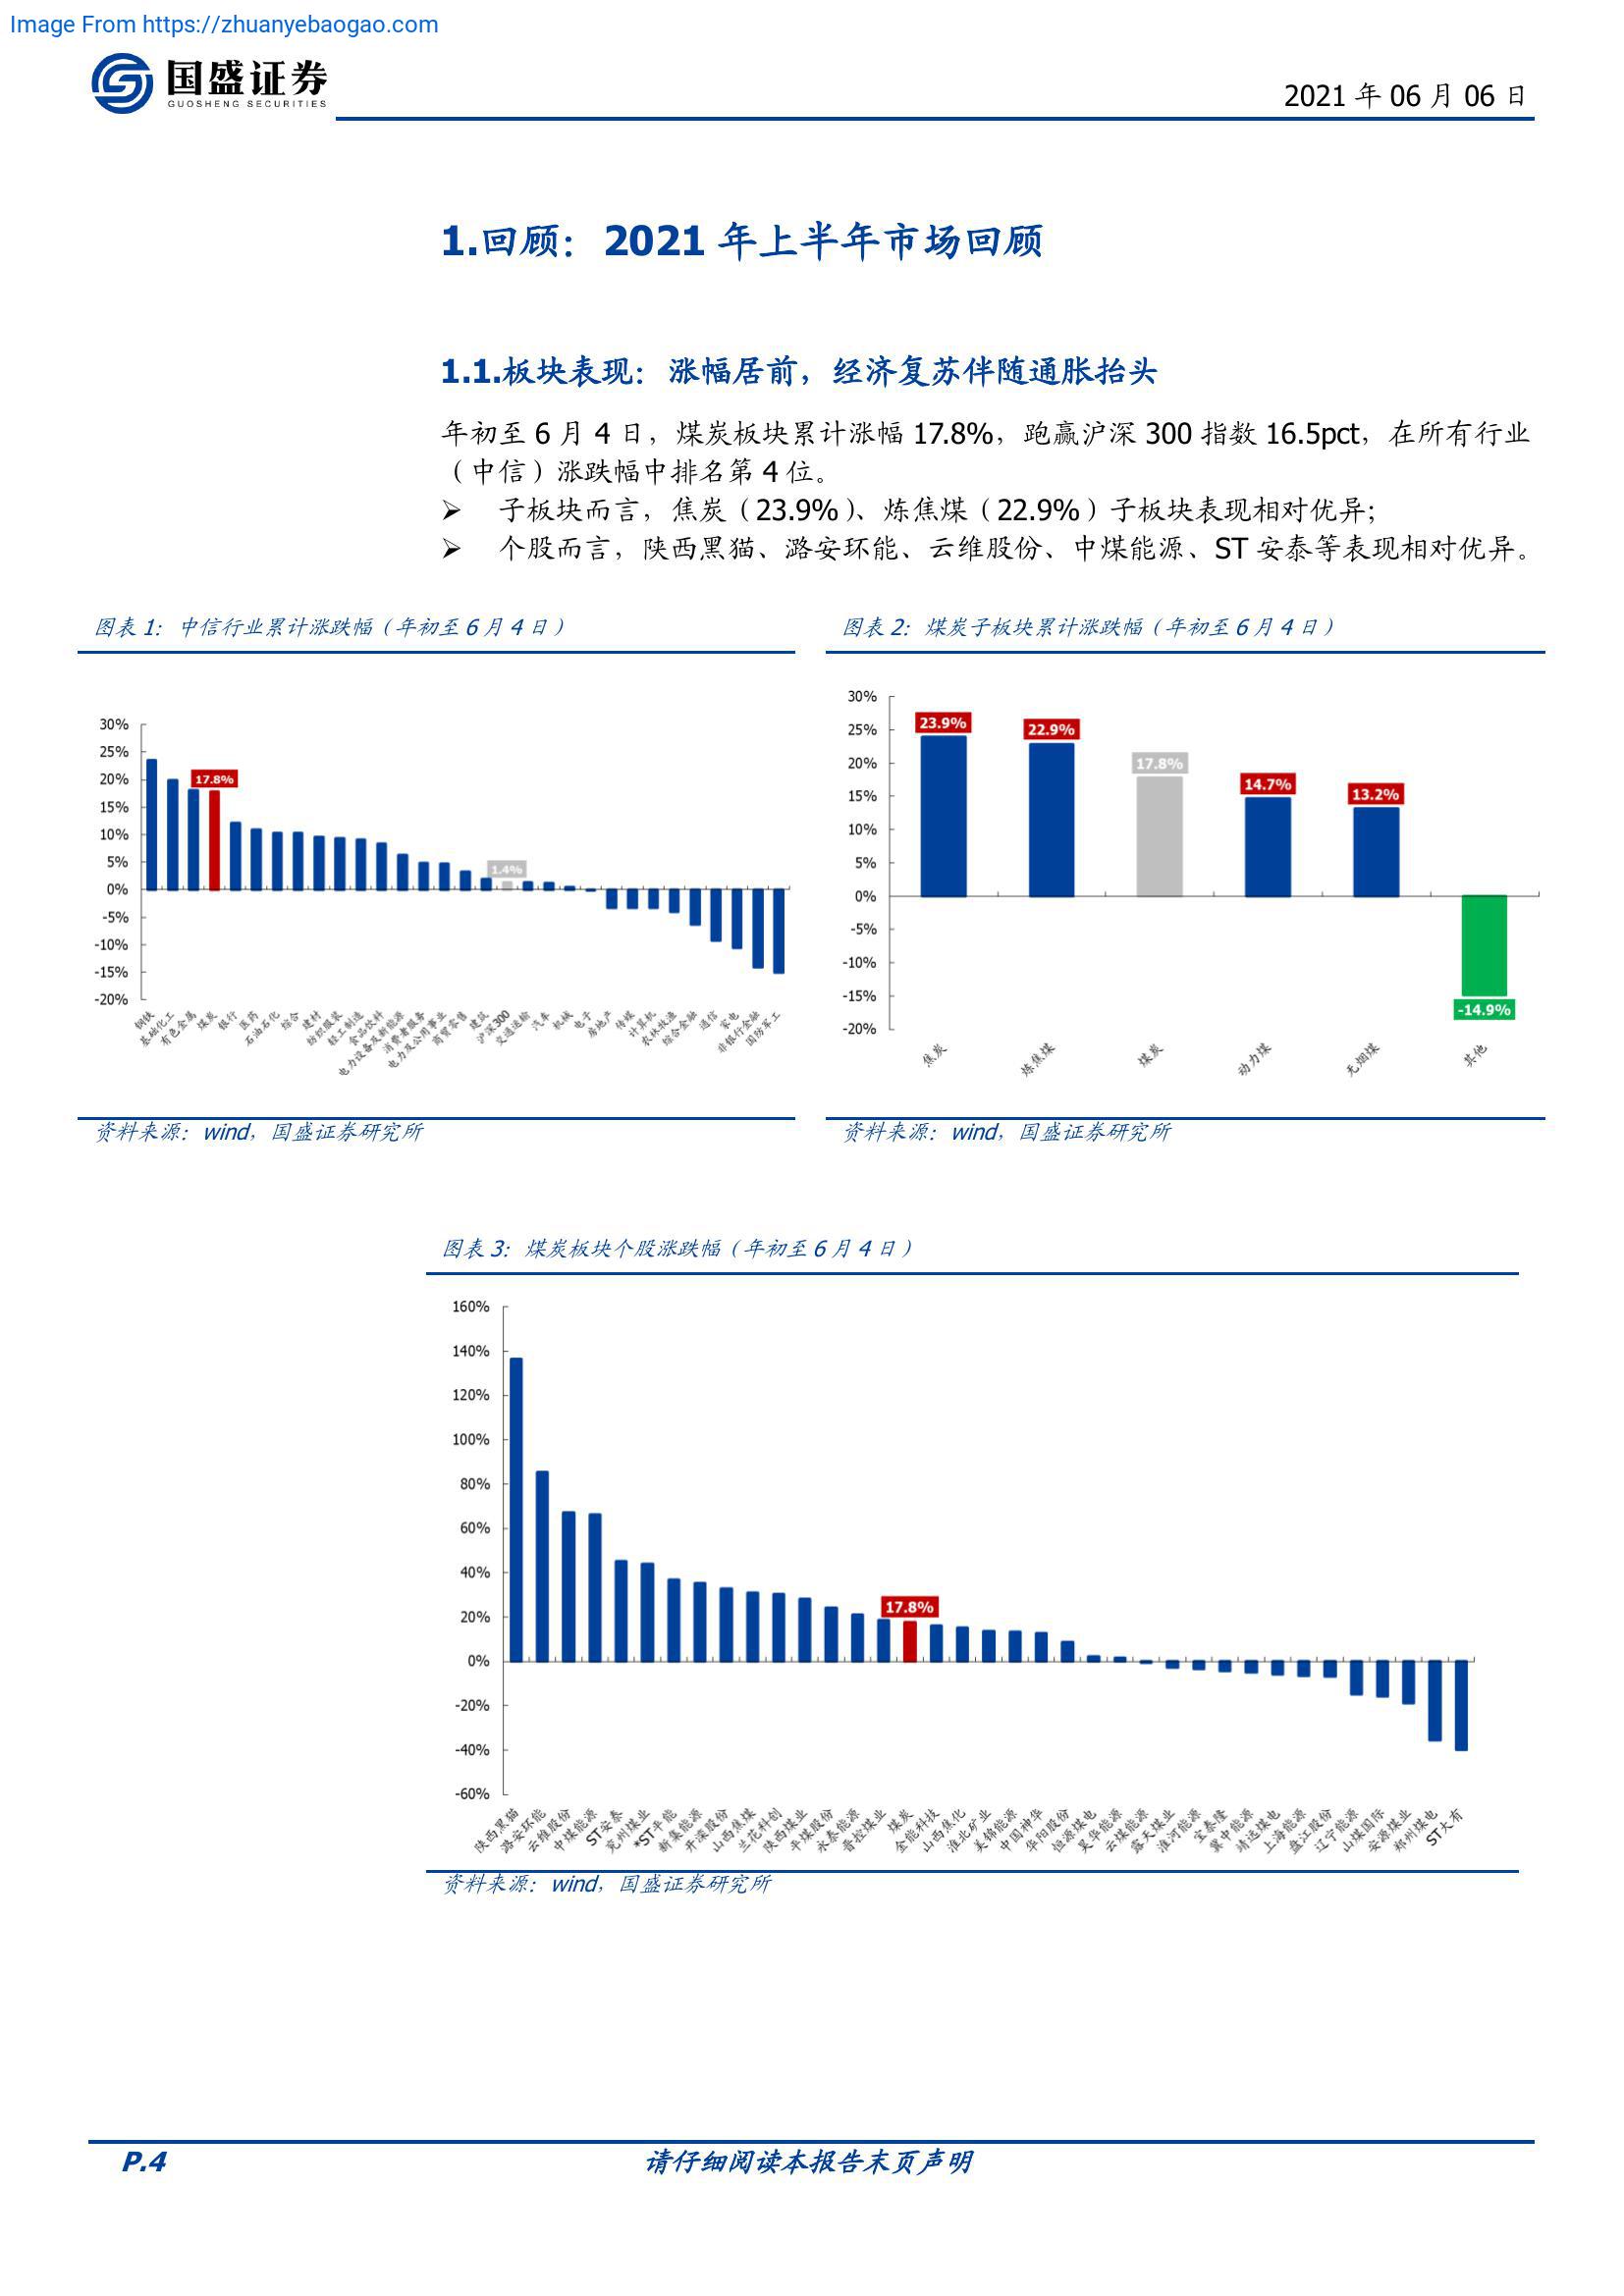 Image From https://zhuanyebaogao.com
国盛证券
GUOSHENG SECURITIES
2021 年 06 月 06 日
1.回顾：2021 年上半年市场回顾
1.1.板块表现：涨幅居前，经济复苏伴随通胀抬头
年初至 6 月 4 日，煤炭板块累计涨幅 17.8%，跑赢沪深 300 指数 16.5pct，在所有行业
（中信）涨跌幅中排名第 4 位。
➢ 子板块而言，焦炭（23.9%）、炼焦煤（22.9%）子板块表现相对优异；
➢ 个股而言，陕西黑猫、潞安环能、云维股份、中煤能源、ST 安泰等表现相对优异。
图表 1：中信行业累计涨跌幅（年初至 6 月 4 日）
30%
25%
20%
15%
10%
5%
0%
-5%
-10%
-15%
-20%
17.8%
1.4%
钢铁
基础化工
有色金属
煤炭
银行
医药
石油石化
综合
建材
纺织服装
轻工制造
食品饮料
电力设备及新能源
消费者服务
电力及公用事业
商贸零售
建筑
沪深300
交通运输
汽车
机械
电子
房地产
传媒
计算机
农林牧渔
综合金融
通信
家电
非银行金融
国防军工
资料来源：wind，国盛证券研究所
图表 2：煤炭子板块累计涨跌幅（年初至 6 月 4 日）
30%
25%
20%
15%
10%
5%
0%
-5%
-10%
-15%
-20%
23.9%
22.9%
17.8%
14.7%
13.2%
-14.9%
焦炭
炼焦煤
煤炭
动力煤
无烟煤
其他
资料来源：wind，国盛证券研究所
图表 3：煤炭板块个股涨跌幅（年初至 6 月 4 日）
160%
140%
120%
100%
80%
60%
40%
20%
0%
-20%
-40%
-60%
17.8%
陕西黑猫
潞安环能
云维股份
中煤能源
ST安泰
兖州煤业
*ST平能
新集能源
开滦股份
山西焦煤
兰花科创
陕西煤业
平煤股份
永泰能源
晋控煤业
煤炭
金能科技
山西焦化
淮北矿业
美锦能源
中国神华
华阳股份
恒源煤电
昊华能源
云煤能源
露天煤业
淮河能源
宝泰隆
冀中能源
靖远煤电
上海能源
盘江股份
辽宁能源
山煤国际
安源煤业
郑州煤电
ST大有
资料来源：wind，国盛证券研究所
P.4
请仔细阅读本报告末页声明